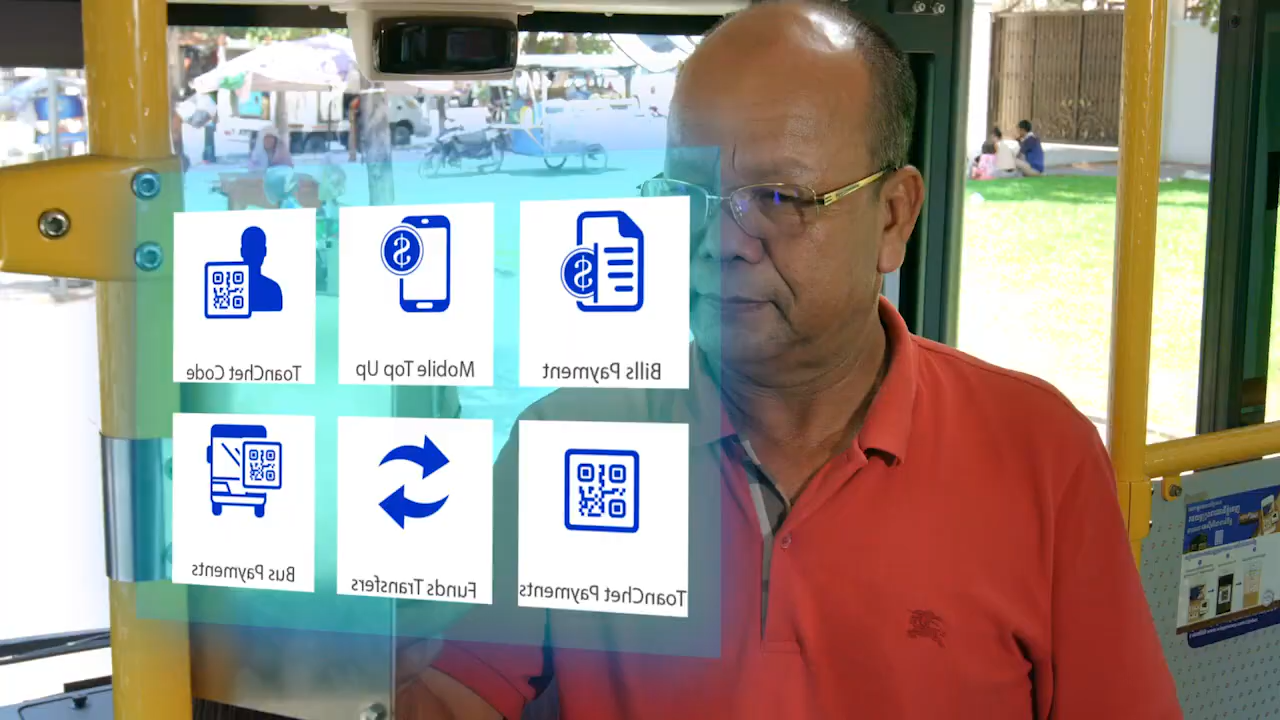 Bills Payment
Mobile Top Up
ToanChet Code
ToanChet Payments
Funds Transfers
Bus Payments